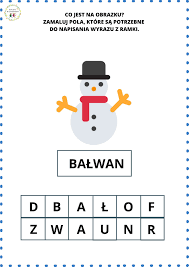 CO JEST NA OBRAZKU?
ZAMALUJ POLA, KTÓRE SĄ POTRZEBNE
DO NAPISANIA WYRAZU Z RAMKI.
BAŁWAN
D B A Ł O F
Z W A U N R